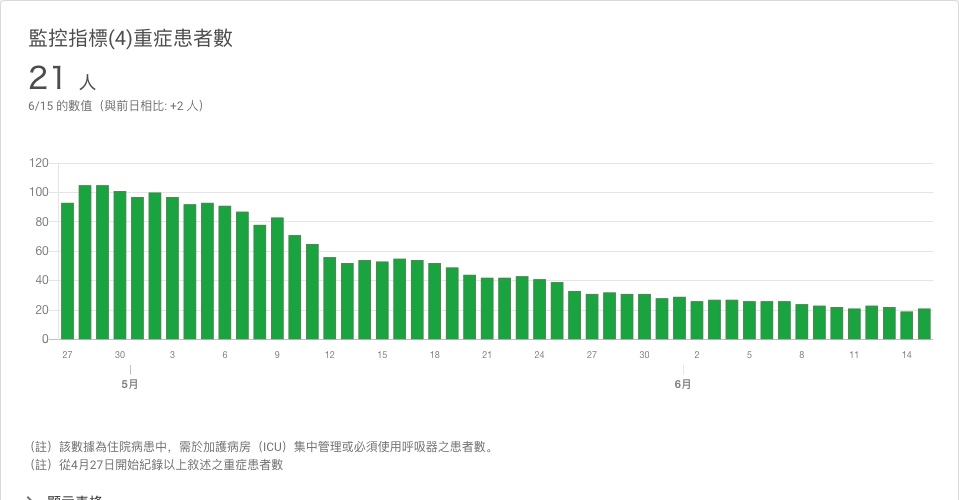 監控指標(4)重症患者數
21 人
6/15 的數值（與前日相比: +2 人）
120
100
80
60
40
20
0
27 30 3 6 9 12 15 18 21 24 27 30 2 5 8 11 14
5月 6月
（註）該數據為住院病患中，需於加護病房（ICU）集中管理或必須使用呼吸器之患者數。
（註）從4月27日開始紀錄以上敘述之重症患者數
顯示表格